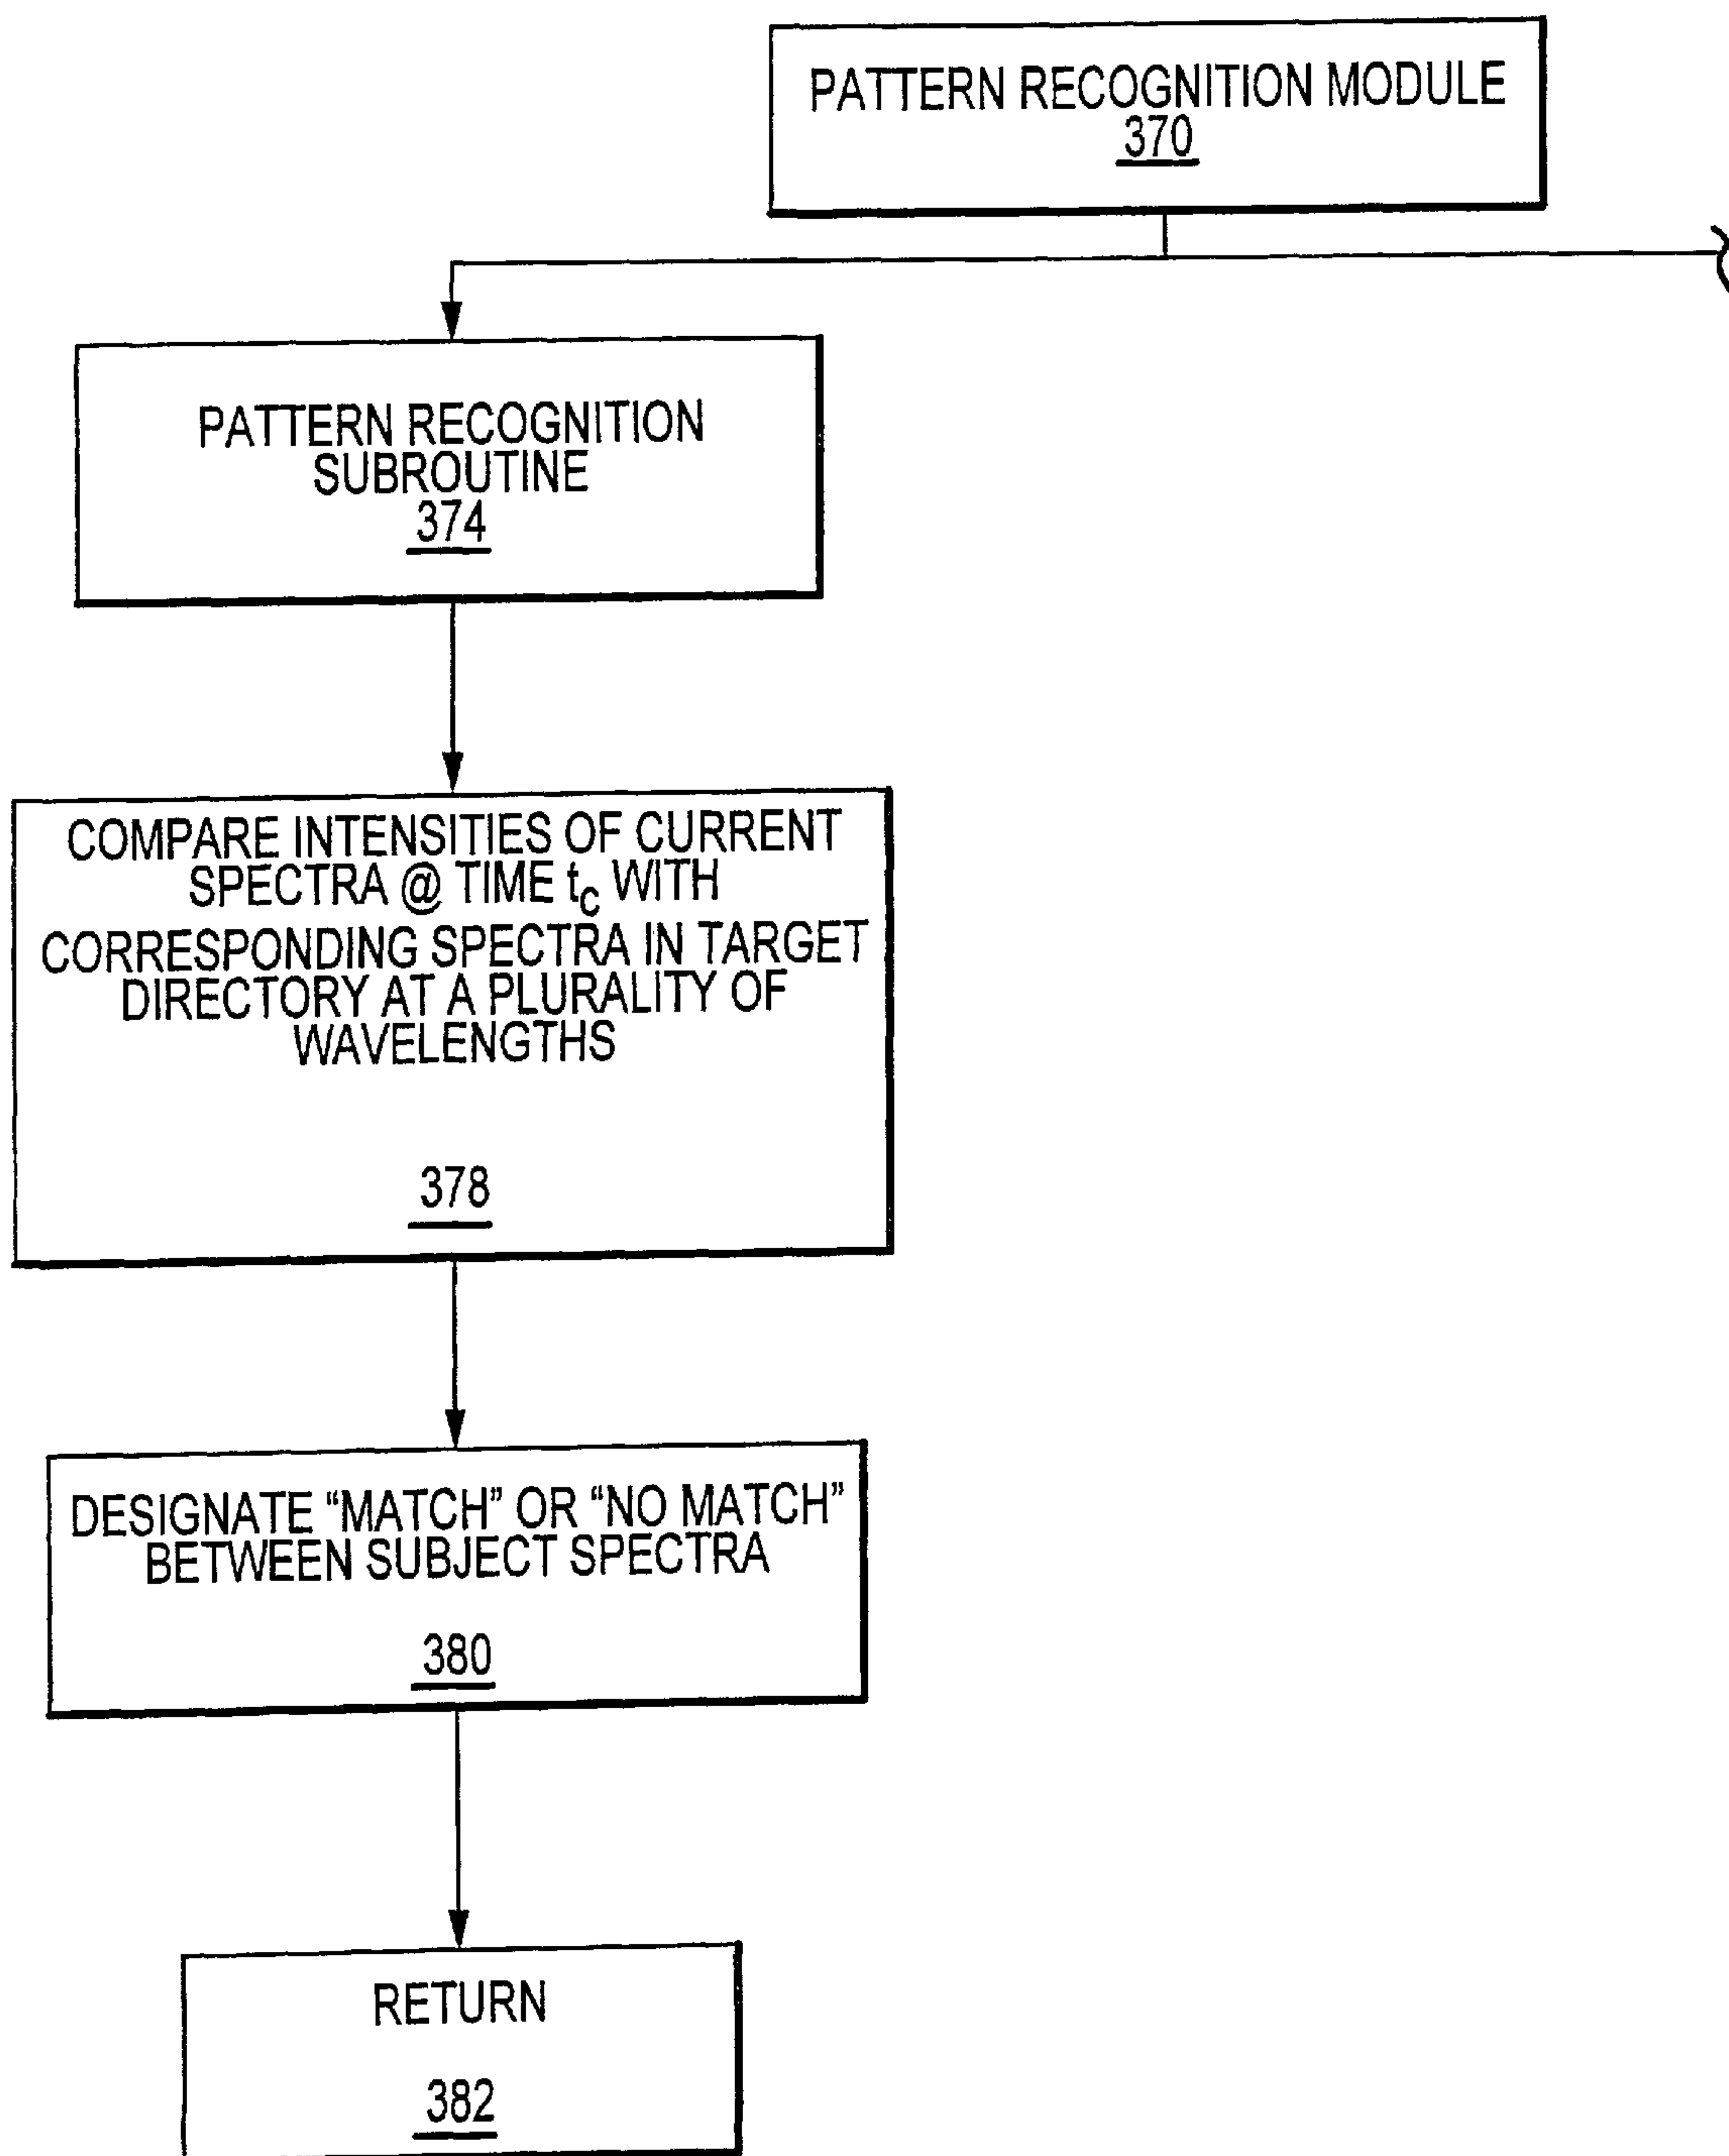 PATTERN RECOGNITION MODULE
370
PATTERN RECOGNITION
SUBROUTINE
374
COMPARE INTENSITIES OF CURRENT
SPECTRA @ TIME tc WITH
CORRESPONDING SPECTRA IN TARGET
DIRECTORY AT A PLURALITY OF
WAVELENGTHS
378
DESIGNATE “MATCH” OR “NO MATCH”
BETWEEN SUBJECT SPECTRA
380
RETURN
382